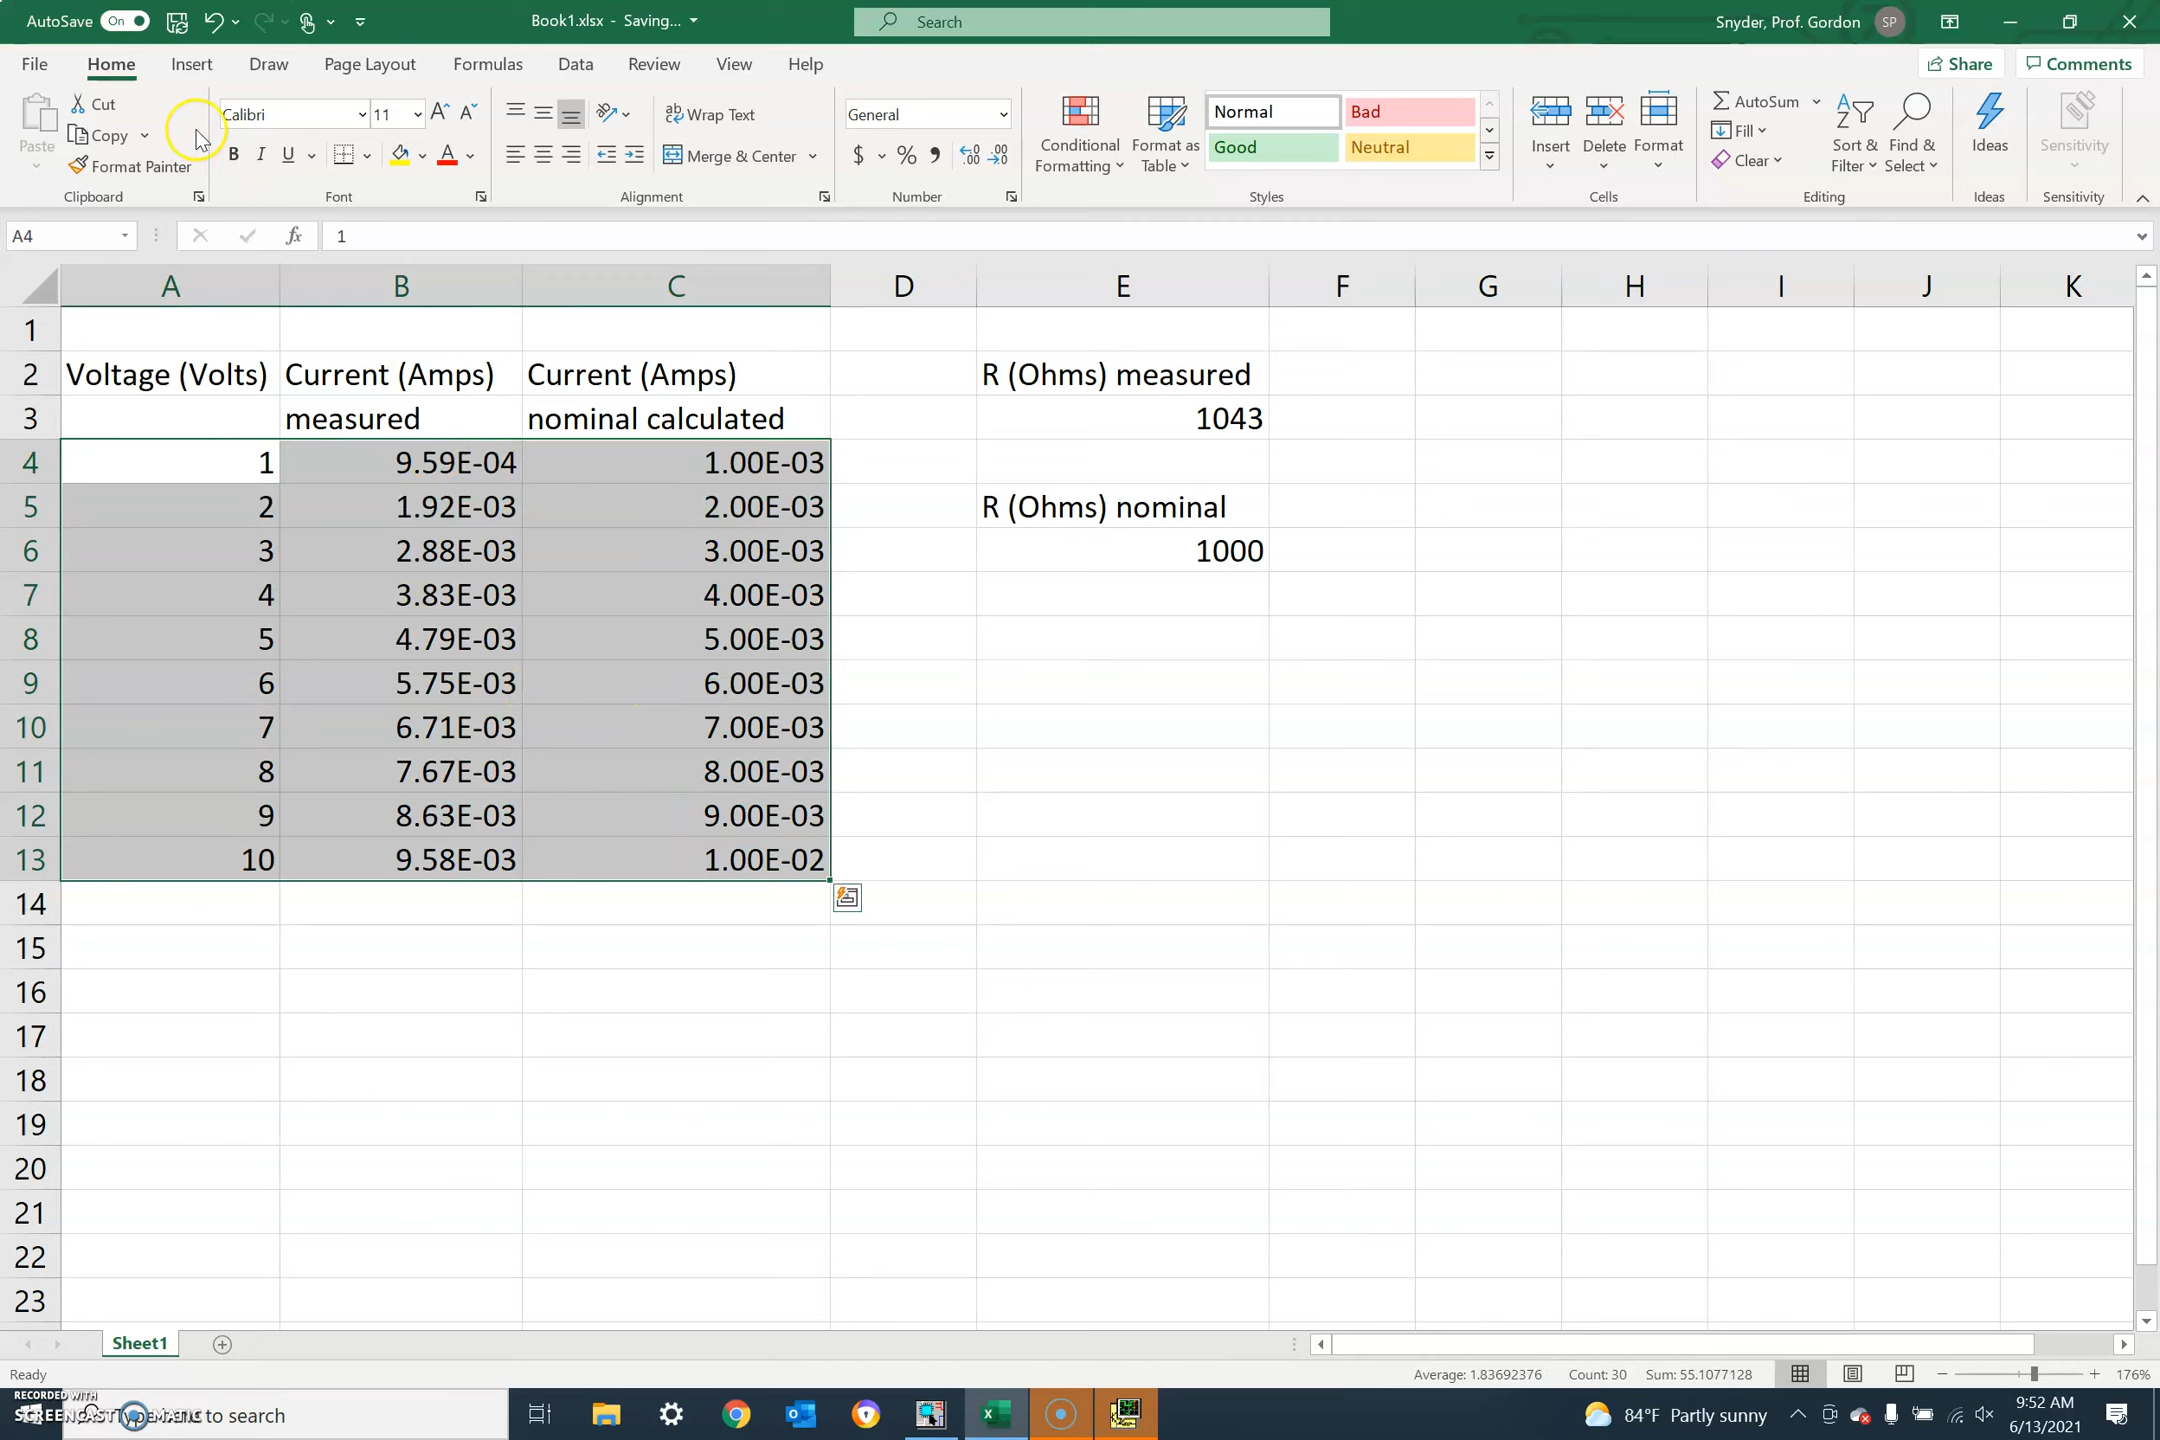 AutoSave On Book1.xlsx - Saving... Search Snyder, Prof. Gordon SP
File Home Insert Draw Page Layout Formulas Data Review View Help Share Comments
Paste Cut Copy Format Painter
Calibri 11 B I U A A A
Wrap Text
Merge & Center
General
$ % ,
Conditional Formatting
Format as Table
Normal Bad
Good Neutral
Insert Delete Format
AutoSum
Fill
Clear
Sort & Filter
Find & Select
Ideas
Sensitivity
Clipboard Font Alignment Number Styles Cells Editing Ideas Sensitivity
A4 fx 1
A B C D E F G H I J K
1
2 Voltage (Volts) Current (Amps) Current (Amps) R (Ohms) measured
3 measured nominal calculated 1043
4 1 9.59E-04 1.00E-03
5 2 1.92E-03 2.00E-03 R (Ohms) nominal
6 3 2.88E-03 3.00E-03 1000
7 4 3.83E-03 4.00E-03
8 5 4.79E-03 5.00E-03
9 6 5.75E-03 6.00E-03
10 7 6.71E-03 7.00E-03
11 8 7.67E-03 8.00E-03
12 9 8.63E-03 9.00E-03
13 10 9.58E-03 1.00E-02
14
15
16
17
18
19
20
21
22
23
Sheet1
Ready Average: 1.83692376 Count: 30 Sum: 55.1077128 176%
RECORDED WITH
SCREENCAST MATIC
to search
84°F Partly sunny
9:52 AM
6/13/2021